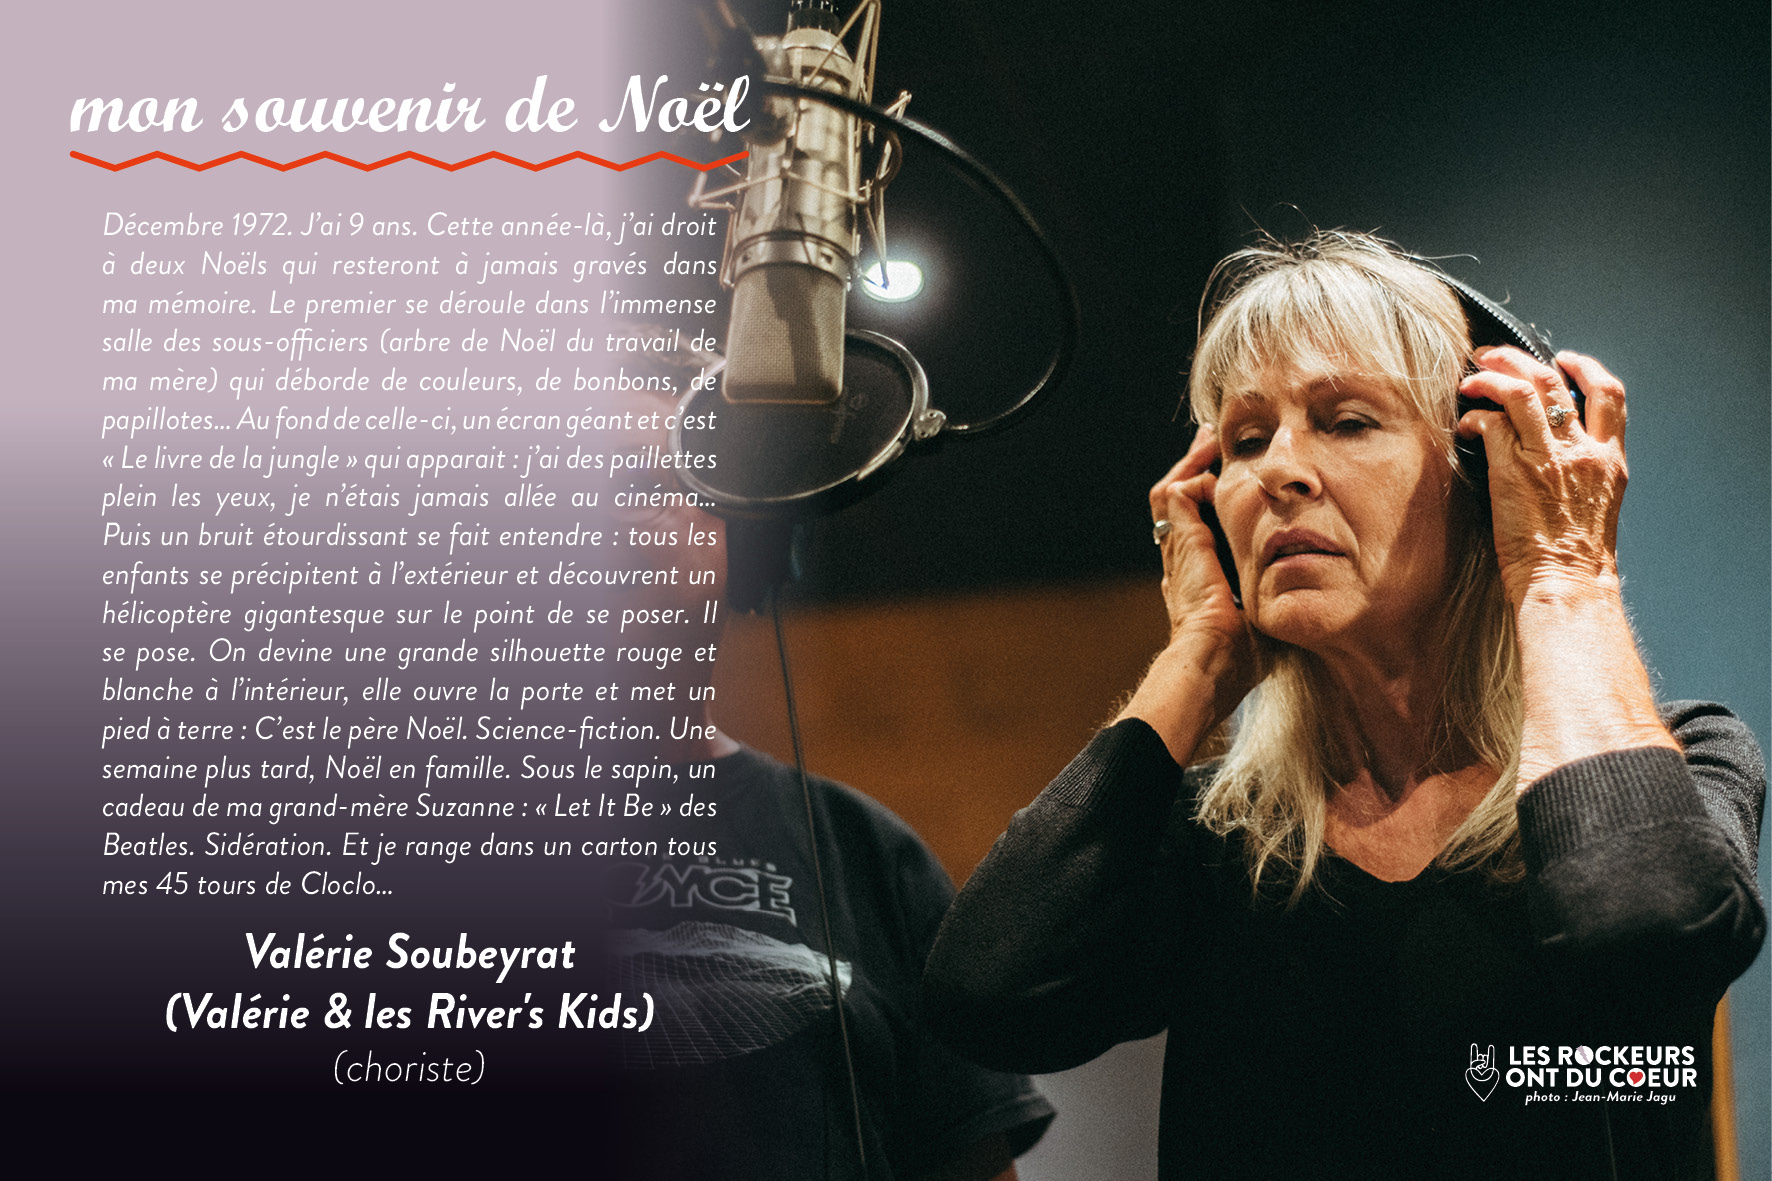 mon souvenir de Noël
Décembre 1972. J’ai 9 ans. Cette année-là, j’ai droit
à deux Noëls qui resteront à jamais gravés dans
ma mémoire. Le premier se déroule dans l’immense
salle des sous-officiers (arbre de Noël du travail de
ma mère) qui déborde de couleurs, de bonbons, de
papillotes... Au fond de celle-ci, un écran géant et c’est
« Le livre de la jungle » qui apparait : j’ai des paillettes
plein les yeux, je n’étais jamais allée au cinéma...
Puis un bruit étourdissant se fait entendre : tous les
enfants se précipitent à l’extérieur et découvrent un
hélicoptère gigantesque sur le point de se poser. Il
se pose. On devine une grande silhouette rouge et
blanche à l’intérieur, elle ouvre la porte et met un
pied à terre : C’est le père Noël. Science-fiction. Une
semaine plus tard, Noël en famille. Sous le sapin, un
cadeau de ma grand-mère Suzanne : « Let It Be » des
Beatles. Sidération. Et je range dans un carton tous
mes 45 tours de Cloclo...
Valérie Soubeyrat
(Valérie & les River's Kids)
(choriste)
LES ROCKEURS
ONT DU COEUR
photo : Jean-Marie Jagu